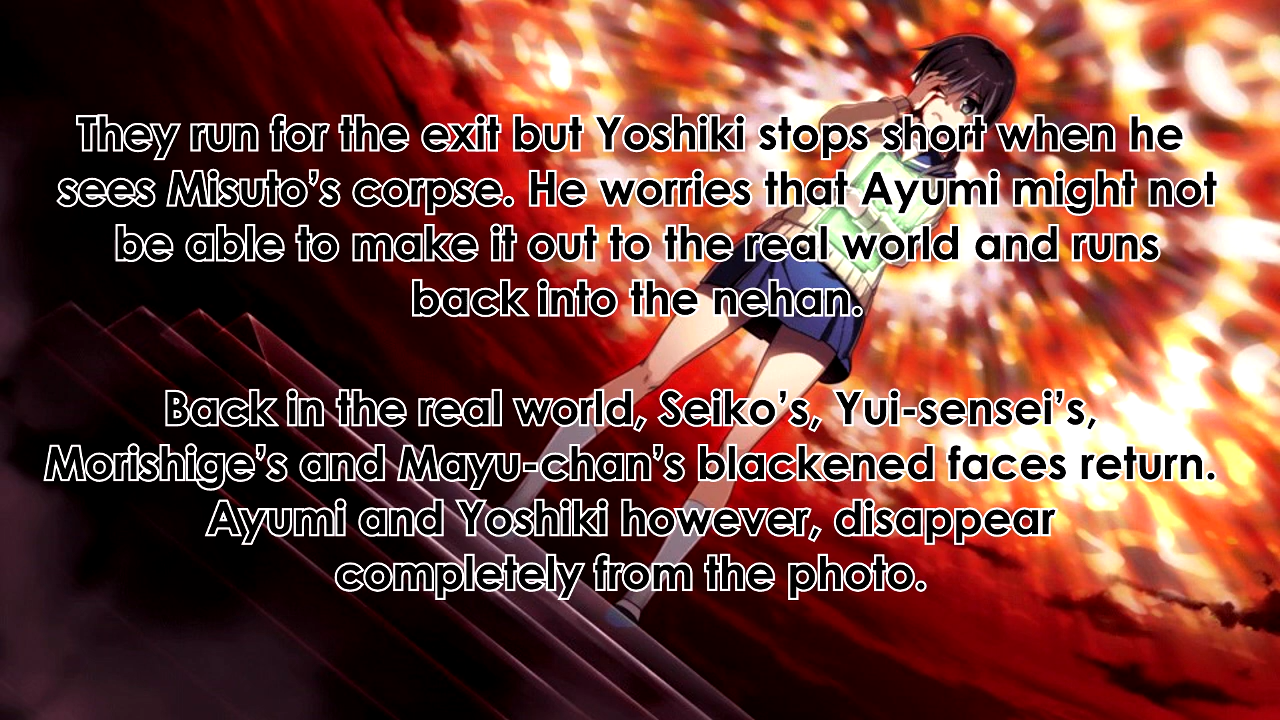 They run for the exit but Yoshiki stops short when he
sees Misuto’s corpse. He worries that Ayumi might not
be able to make it out to the real world and runs
back into the nehan.
Back in the real world, Seiko’s, Yui-sensei’s,
Morishige’s and Mayu-chan’s blackened faces return.
Ayumi and Yoshiki however, disappear
completely from the photo.